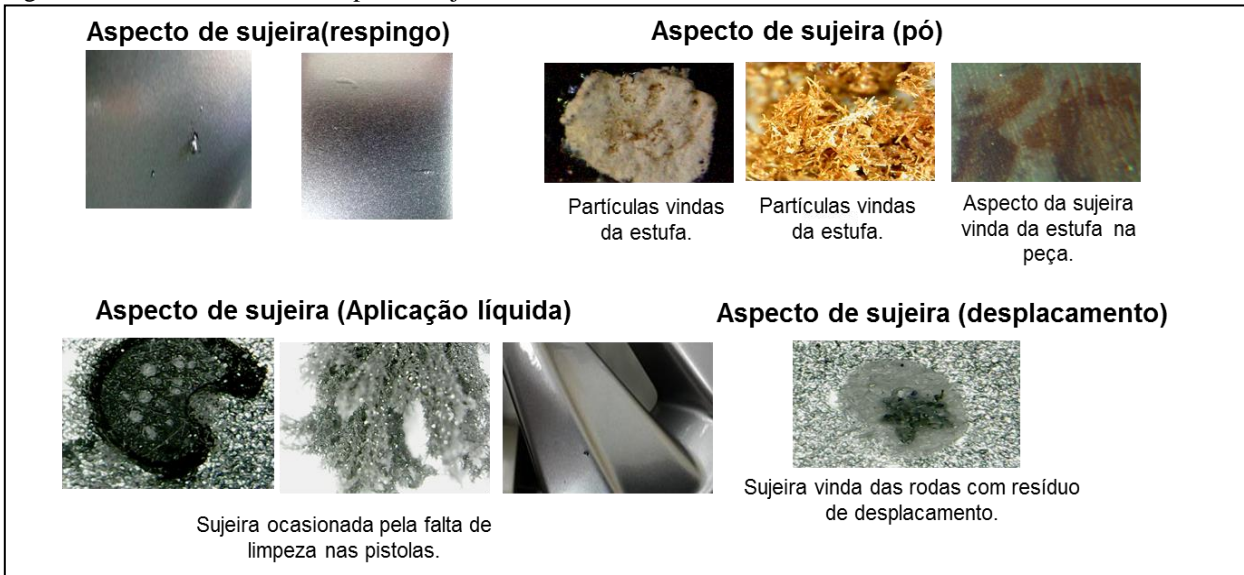 Aspecto de sujeira(respingo)
Aspecto de sujeira (pó)
Partículas vindas
da estufa.
Partículas vindas
da estufa.
Aspecto da sujeira
vinda da estufa na
peça.
Aspecto de sujeira (Aplicação líquida)
Sujeira ocasionada pela falta de
limpeza nas pistolas.
Aspecto de sujeira (desplacamento)
Sujeira vinda das rodas com resíduo
de desplacamento.